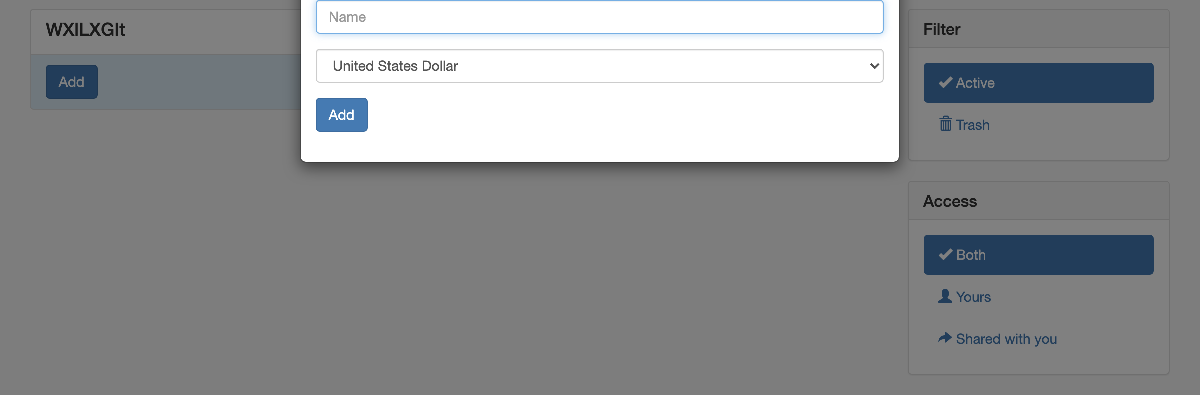 WXILXGlt
Add
Name
United States Dollar
Add
Filter
Active
Trash
Access
Both
Yours
Shared with you